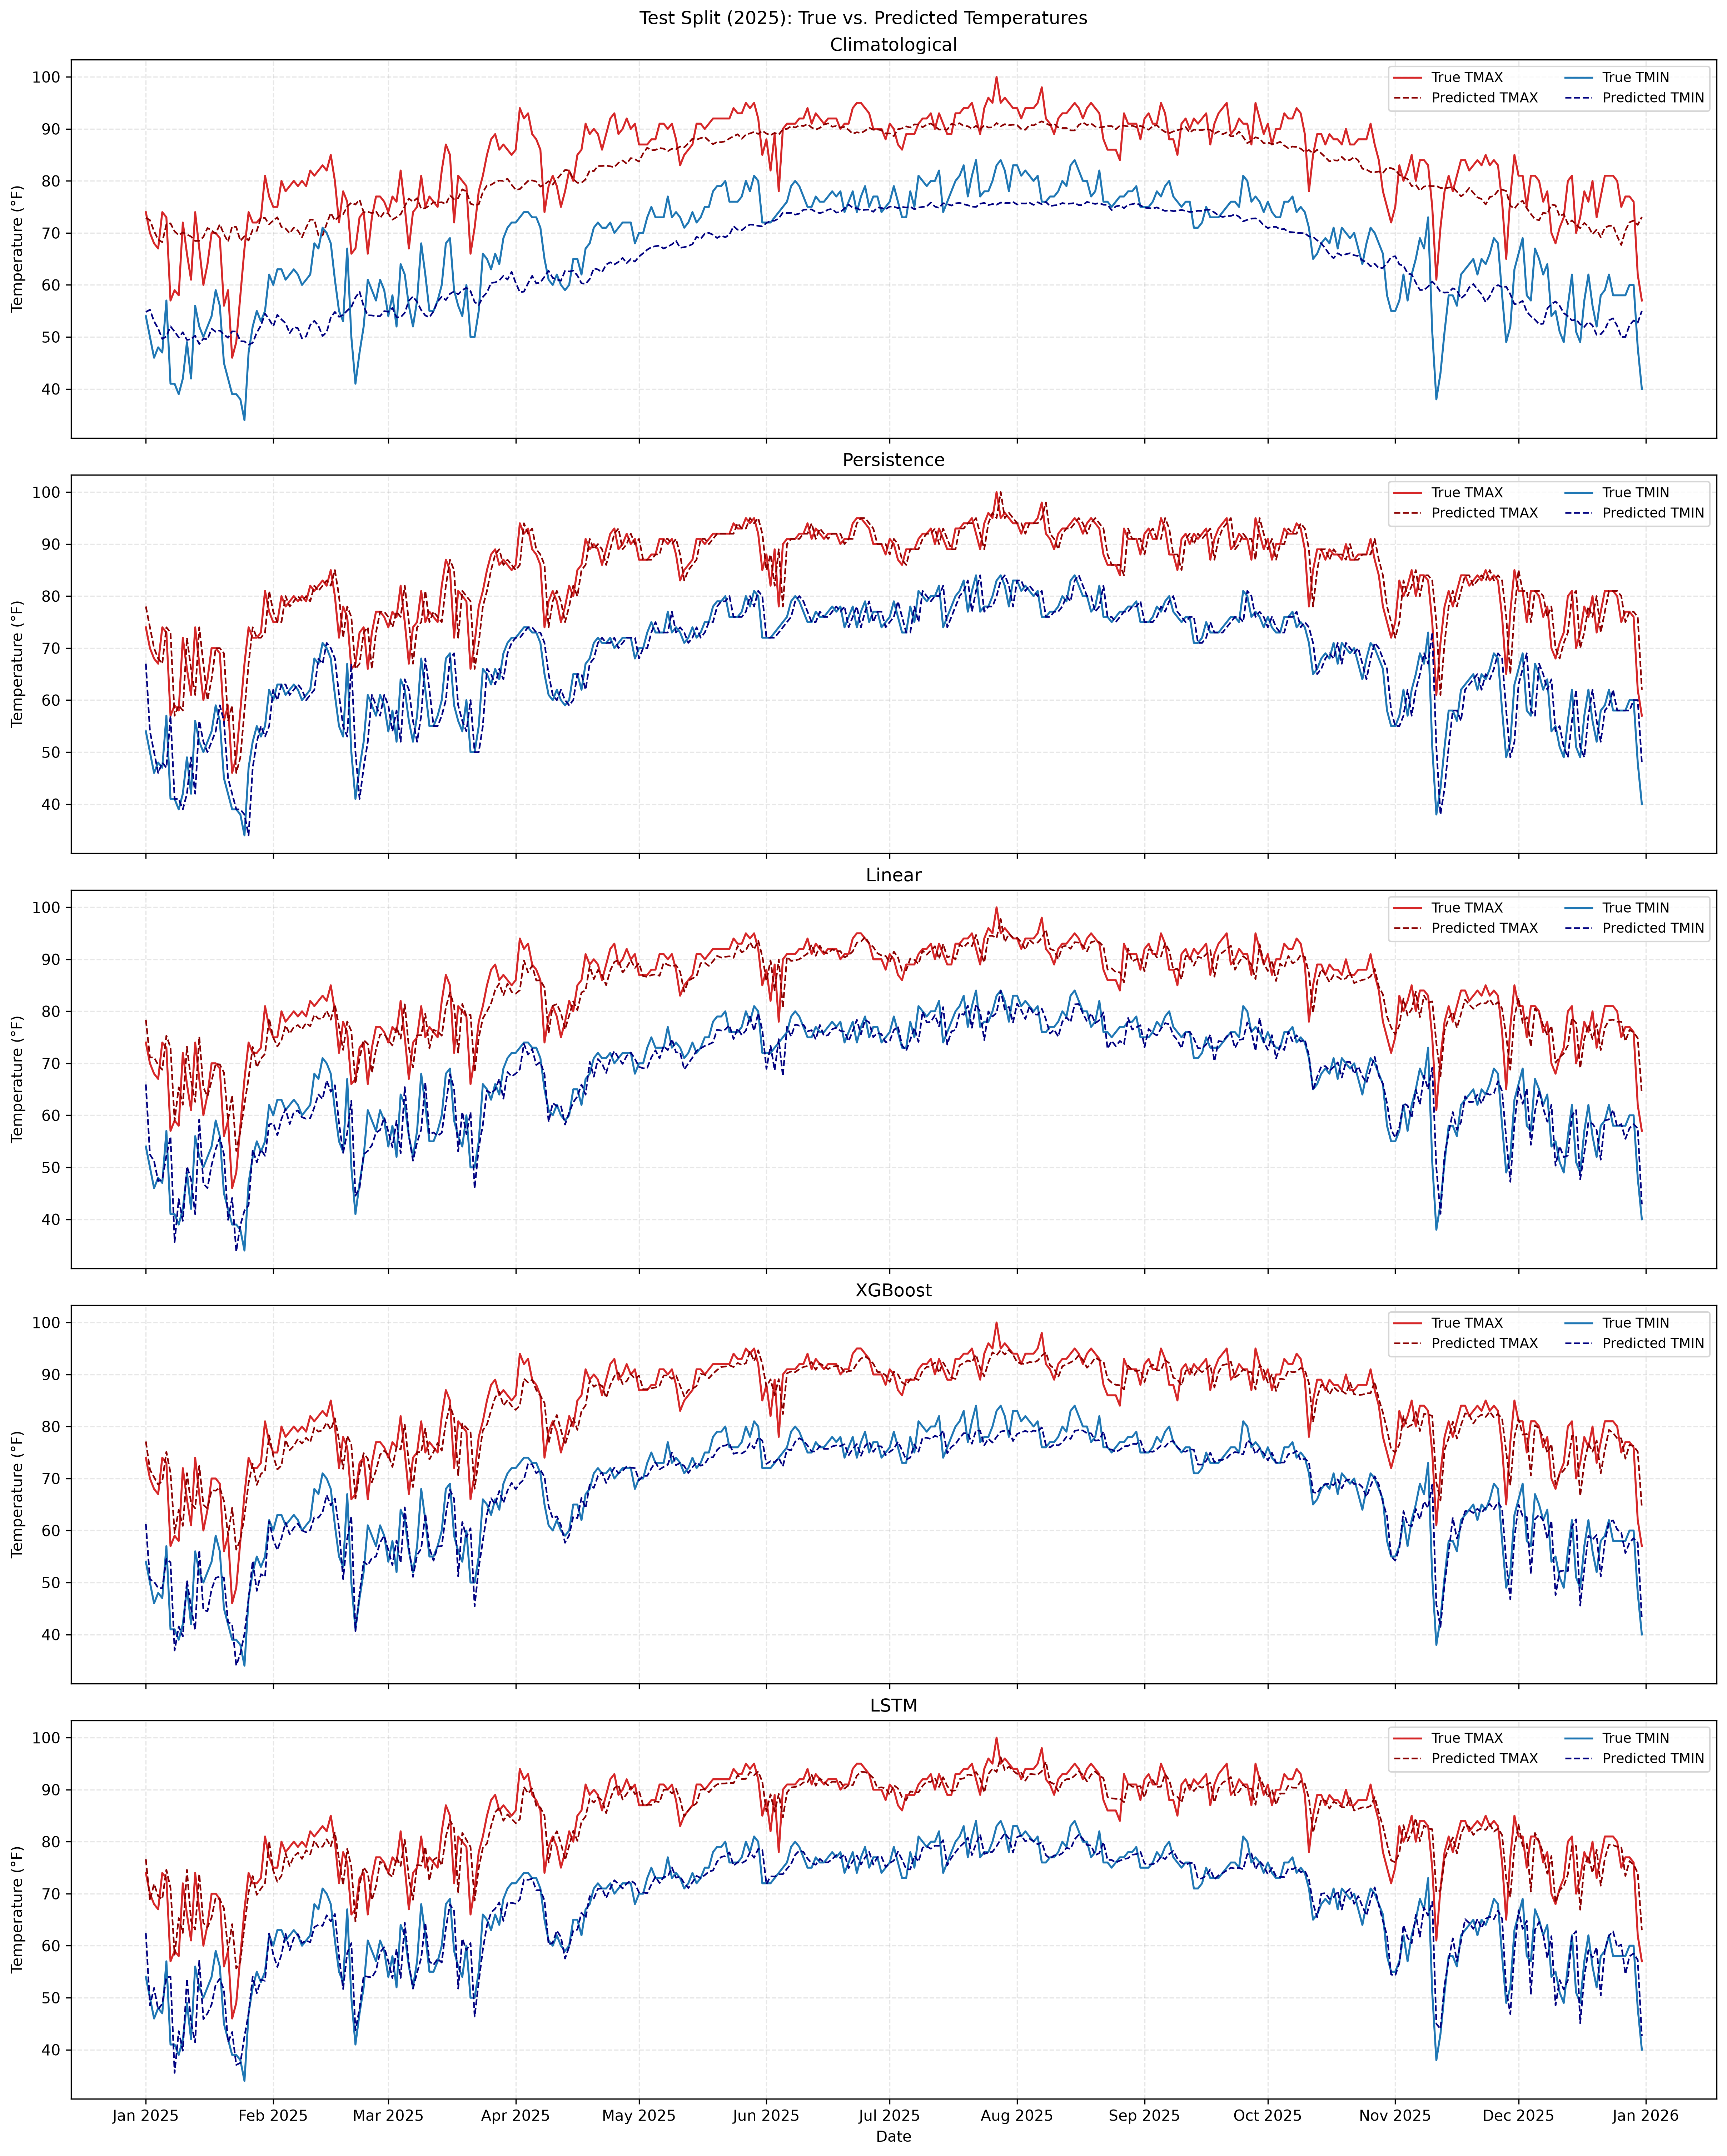 Test Split (2025): True vs. Predicted Temperatures
Climatological
True TMAX True TMIN
Predicted TMAX Predicted TMIN
Temperature (°F)
100
90
80
70
60
50
40
Persistence
True TMAX True TMIN
Predicted TMAX Predicted TMIN
Temperature (°F)
100
90
80
70
60
50
40
Linear
True TMAX True TMIN
Predicted TMAX Predicted TMIN
Temperature (°F)
100
90
80
70
60
50
40
XGBoost
True TMAX True TMIN
Predicted TMAX Predicted TMIN
Temperature (°F)
100
90
80
70
60
50
40
LSTM
True TMAX True TMIN
Predicted TMAX Predicted TMIN
Temperature (°F)
100
90
80
70
60
50
40
Jan 2025 Feb 2025 Mar 2025 Apr 2025 May 2025 Jun 2025 Jul 2025 Aug 2025 Sep 2025 Oct 2025 Nov 2025 Dec 2025 Jan 2026
Date